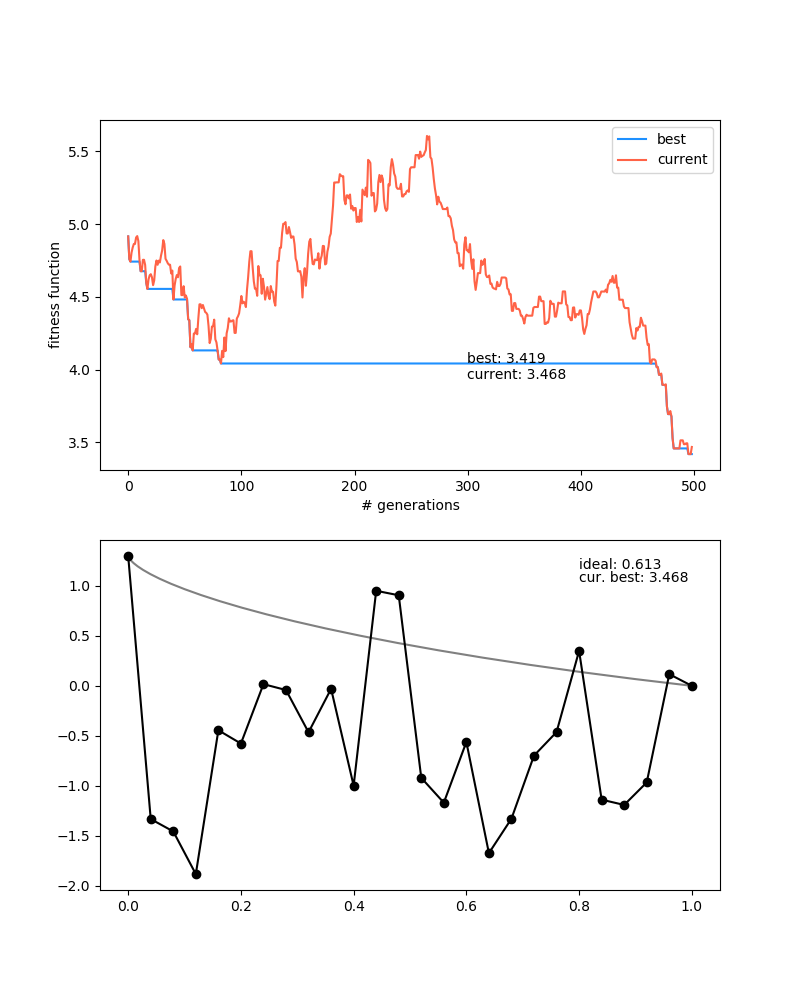 best
current
5.5
5.0
4.5
4.0
3.5
fitness function
best: 3.419
current: 3.468
0 100 200 300 400 500
# generations
ideal: 0.613
cur. best: 3.468
1.0
0.5
0.0
−0.5
−1.0
−1.5
−2.0
0.0 0.2 0.4 0.6 0.8 1.0